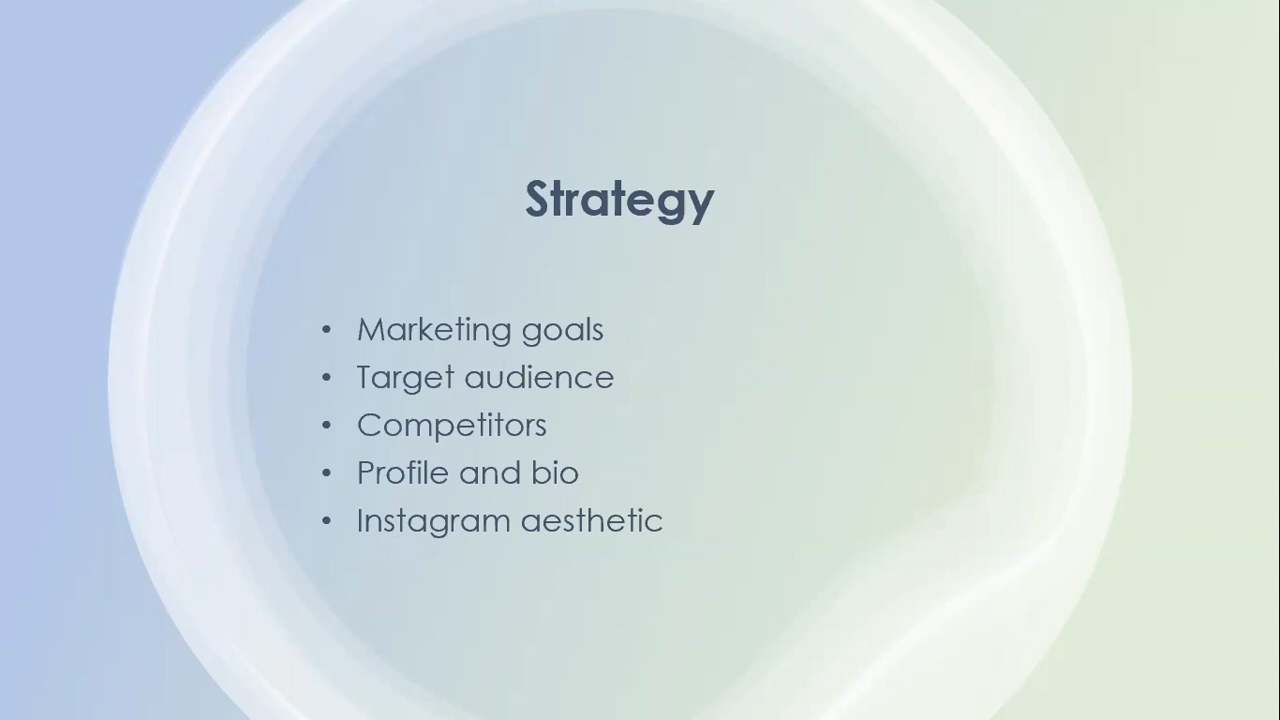 Strategy
• Marketing goals
• Target audience
• Competitors
• Profile and bio
• Instagram aesthetic